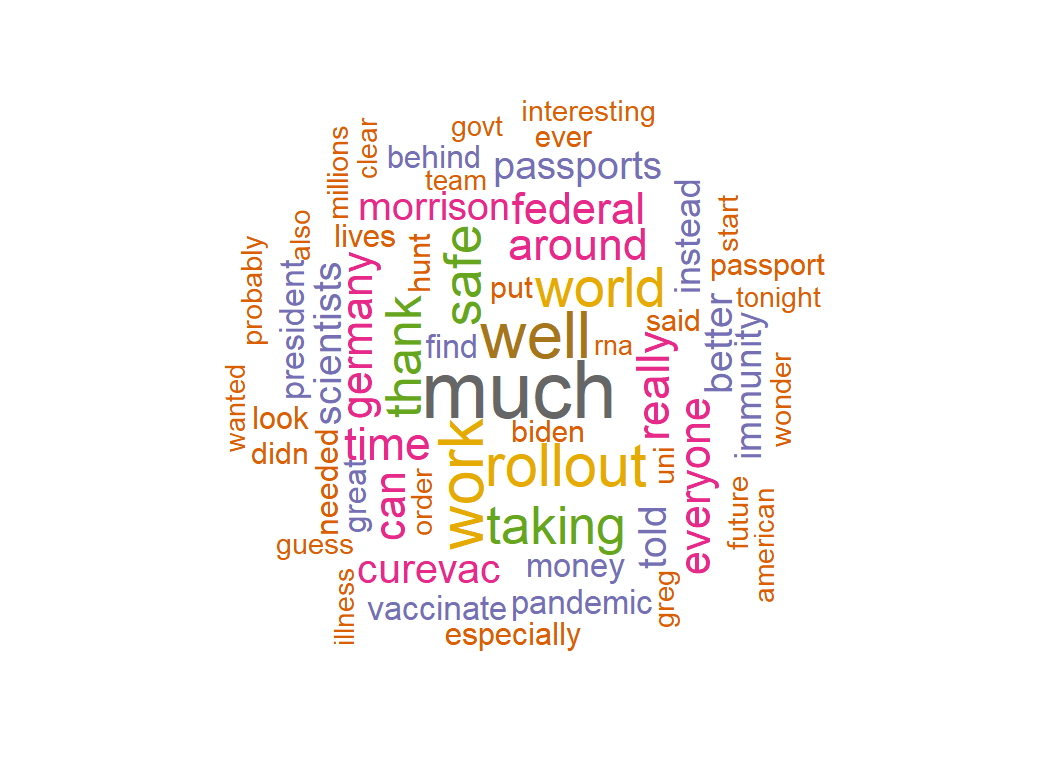 interesting
govt
ever
clear
millions
behind
passports
team
morrison
federal
instead
start
also
lives
hunt
safe
around
passport
probably
president
scientists
germany
thank
put
world
tonight
find
well
rna
said
really
better
immunity
wonder
much
wanted
look
didn
needed
time
great
can
order
work
biden
rollout
uni
everyone
future
american
guess
taking
told
illness
curevac
money
greg
vaccinate
pandemic
especially